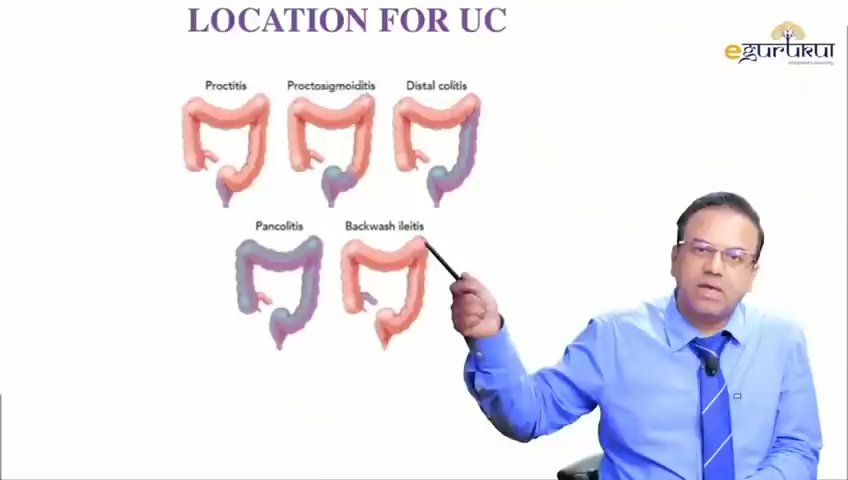 LOCATION FOR UC
egurukul
Proctitis
Proctosigmoiditis
Distal colitis
Pancolitis
Backwash ileitis